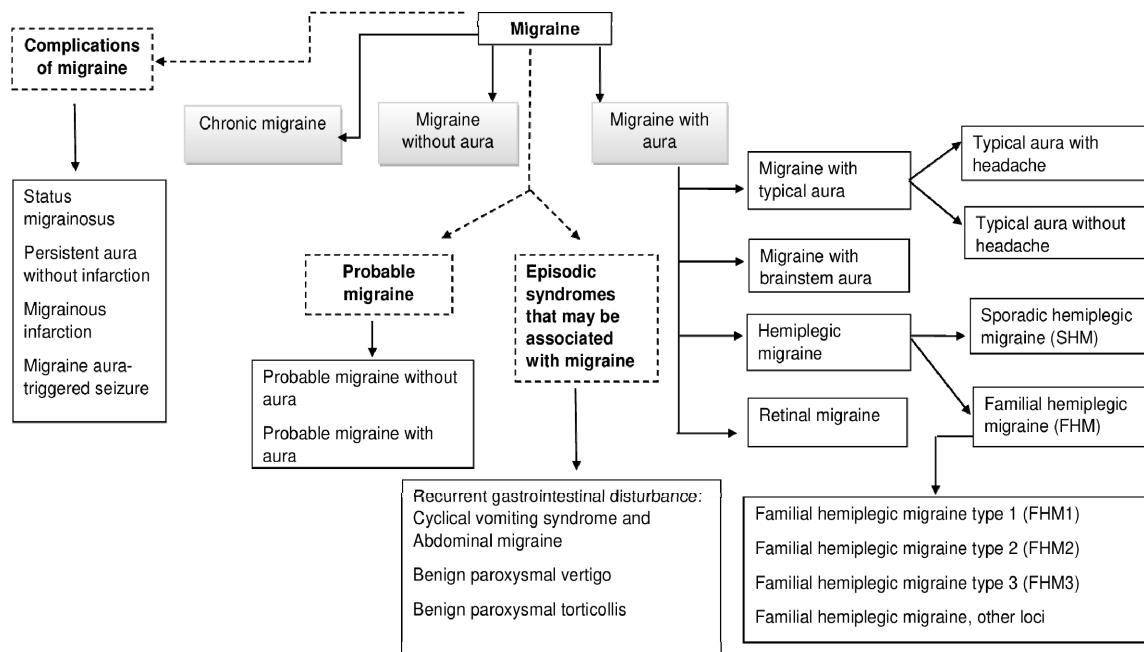 Migraine
Complications
of migraine
Chronic migraine
Migraine
without aura
Migraine with
aura
Status
migrainosus
Persistent aura
without infarction
Migrainous
infarction
Migraine aura-
triggered seizure
Probable
migraine
Probable migraine without
aura
Probable migraine with
aura
Episodic
syndromes
that may be
associated
with migraine
Recurrent gastrointestinal disturbance:
Cyclical vomiting syndrome and
Abdominal migraine
Benign paroxysmal vertigo
Benign paroxysmal torticollis
Migraine with
typical aura
Typical aura with
headache
Typical aura without
headache
Migraine with
brainstem aura
Hemiplegic
migraine
Sporadic hemiplegic
migraine (SHM)
Familial hemiplegic
migraine (FHM)
Retinal migraine
Familial hemiplegic migraine type 1 (FHM1)
Familial hemiplegic migraine type 2 (FHM2)
Familial hemiplegic migraine type 3 (FHM3)
Familial hemiplegic migraine, other loci